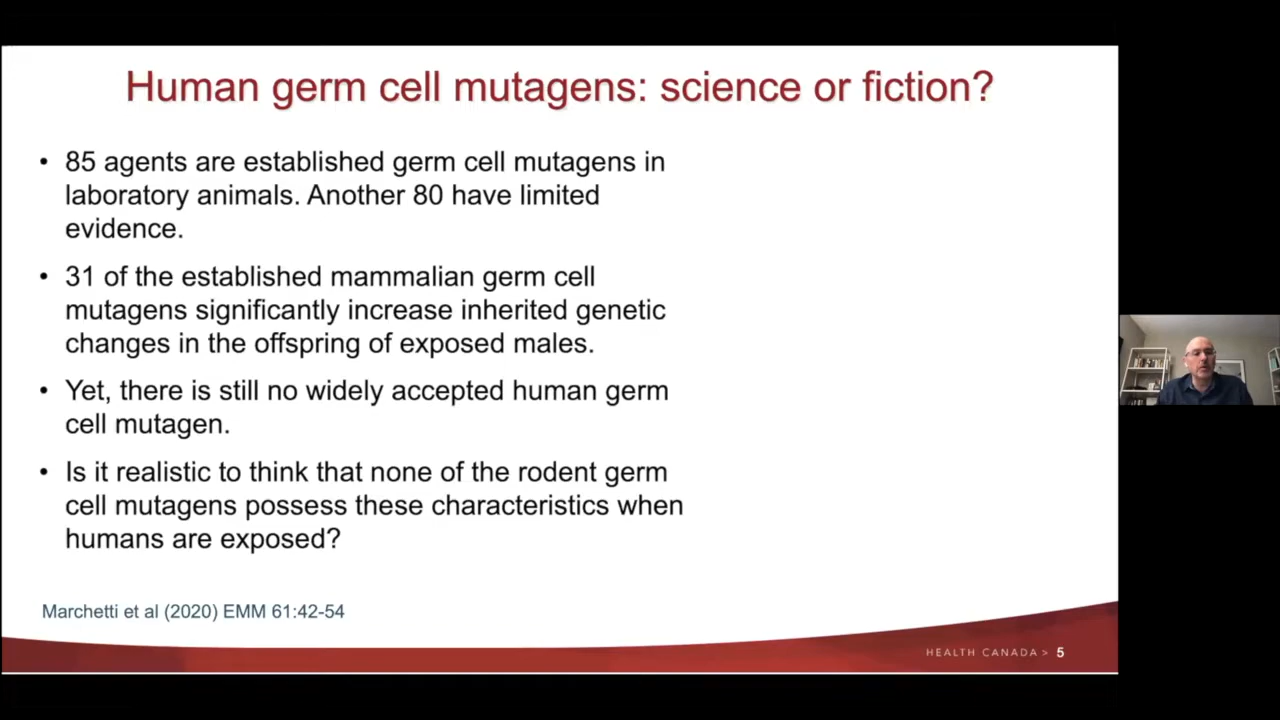 Human germ cell mutagens: science or fiction?
• 85 agents are established germ cell mutagens in
laboratory animals. Another 80 have limited
evidence.
• 31 of the established mammalian germ cell
mutagens significantly increase inherited genetic
changes in the offspring of exposed males.
• Yet, there is still no widely accepted human germ
cell mutagen.
• Is it realistic to think that none of the rodent germ
cell mutagens possess these characteristics when
humans are exposed?
Marchetti et al (2020) EMM 61:42-54
HEALTH CANADA > 5